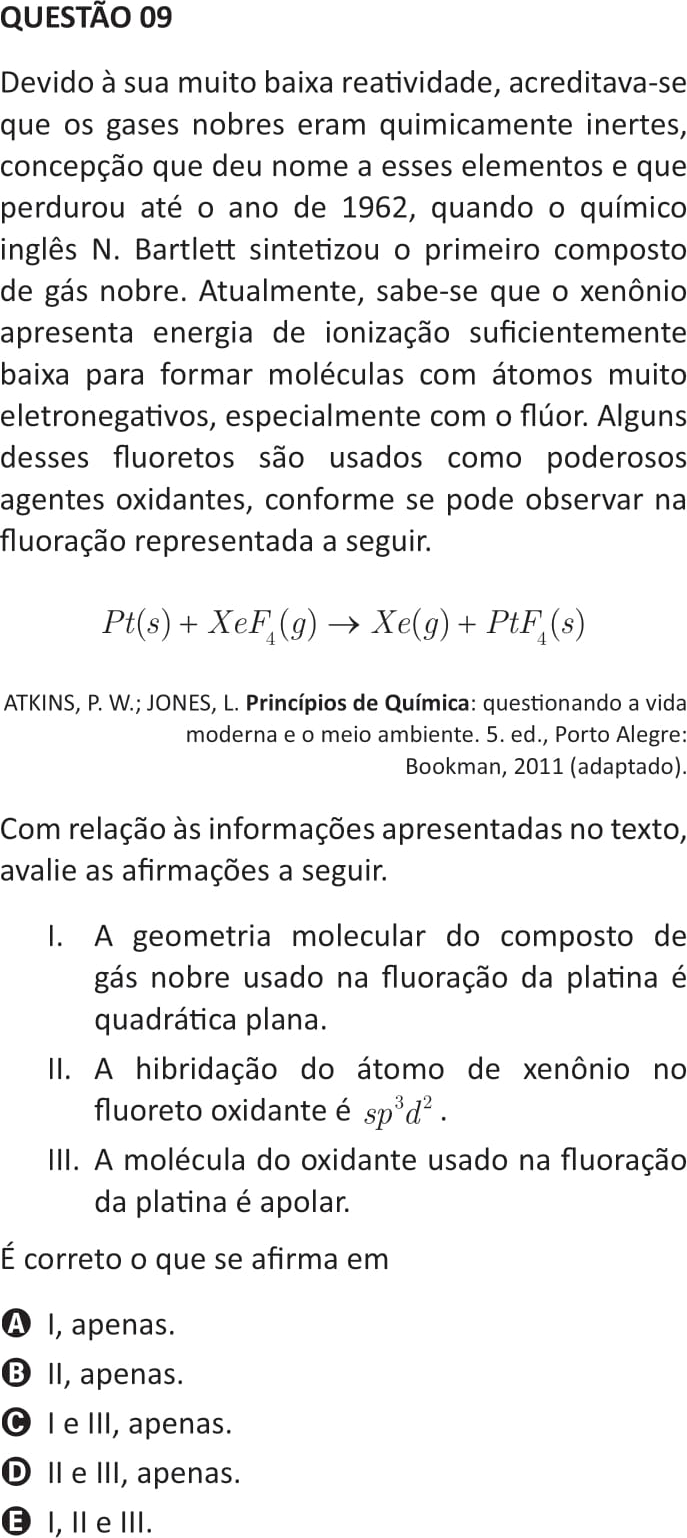 QUESTÃO 09
Devido à sua muito baixa reatividade, acreditava-se
que os gases nobres eram quimicamente inertes,
concepção que deu nome a esses elementos e que
perdurou até o ano de 1962, quando o químico
inglês N. Bartlett sintetizou o primeiro composto
de gás nobre. Atualmente, sabe-se que o xenônio
apresenta energia de ionização suficientemente
baixa para formar moléculas com átomos muito
eletronegativos, especialmente com o flúor. Alguns
desses fluoretos são usados como poderosos
agentes oxidantes, conforme se pode observar na
fluoração representada a seguir.
Pt(s) + XeF₄(g) → Xe(g) + PtF₄(s)
ATKINS, P. W.; JONES, L. Princípios de Química: questionando a vida
moderna e o meio ambiente. 5. ed., Porto Alegre:
Bookman, 2011 (adaptado).
Com relação às informações apresentadas no texto,
avalie as afirmações a seguir.
I. A geometria molecular do composto de
gás nobre usado na fluoração da platina é
quadrática plana.
II. A hibridação do átomo de xenônio no
fluoreto oxidante é sp³d².
III. A molécula do oxidante usado na fluoração
da platina é apolar.
É correto o que se afirma em
A I, apenas.
B II, apenas.
C I e III, apenas.
D II e III, apenas.
E I, II e III.